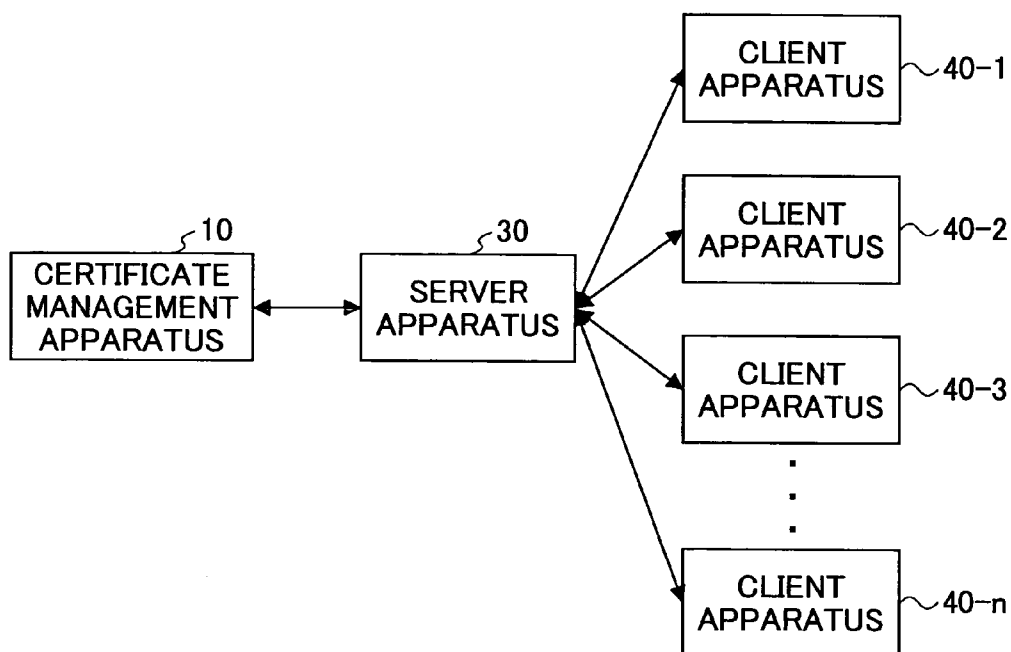 10
CERTIFICATE
MANAGEMENT
APPARATUS
30
SERVER
APPARATUS
CLIENT
APPARATUS
40-1
CLIENT
APPARATUS
40-2
CLIENT
APPARATUS
40-3
CLIENT
APPARATUS
40-n